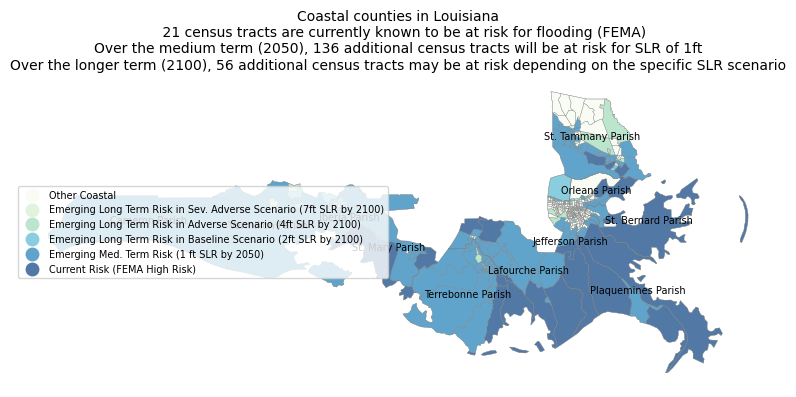 Coastal counties in Louisiana
21 census tracts are currently known to be at risk for flooding (FEMA)
Over the medium term (2050), 136 additional census tracts will be at risk for SLR of 1ft
Over the longer term (2100), 56 additional census tracts may be at risk depending on the specific SLR scenario
St. Tammany Parish
Orleans Parish
St. Bernard Parish
Jefferson Parish
Lafourche Parish
Plaquemines Parish
Terrebonne Parish
St. Mary Parish
Other Coastal
Emerging Long Term Risk in Sev. Adverse Scenario (7ft SLR by 2100)
Emerging Long Term Risk in Adverse Scenario (4ft SLR by 2100)
Emerging Long Term Risk in Baseline Scenario (2ft SLR by 2100)
Emerging Med. Term Risk (1 ft SLR by 2050)
Current Risk (FEMA High Risk)